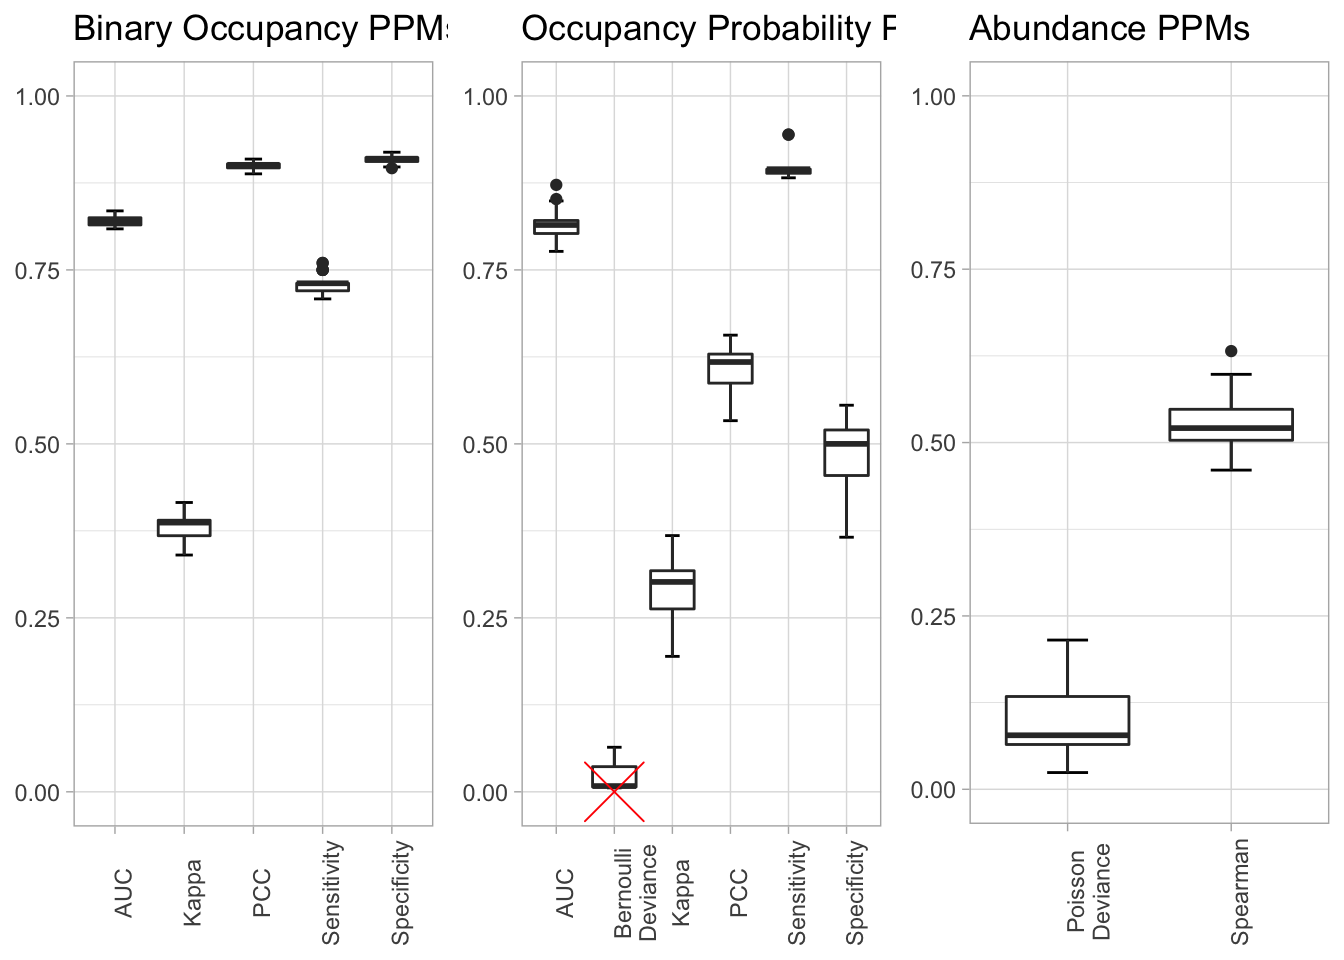 Binary Occupancy PPMs
Occupancy Probability P
Abundance PPMs
1.00
0.75
0.50
0.25
0.00
AUC
Kappa
PCC
Sensitivity
Specificity
1.00
0.75
0.50
0.25
0.00
AUC
Bernoulli
Deviance
Kappa
PCC
Sensitivity
Specificity
1.00
0.75
0.50
0.25
0.00
Poisson
Deviance
Spearman